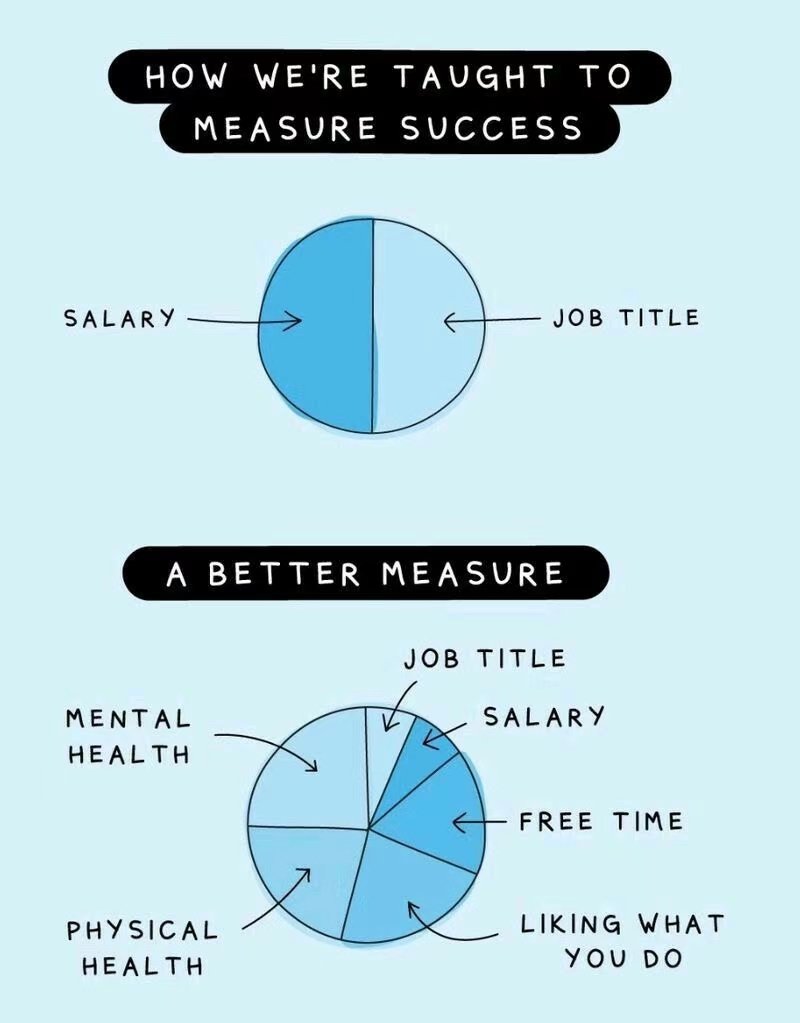 HOW WE'RE TAUGHT TO
MEASURE SUCCESS
SALARY
JOB TITLE
A BETTER MEASURE
JOB TITLE
SALARY
MENTAL
HEALTH
FREE TIME
PHYSICAL
HEALTH
LIKING WHAT
YOU DO